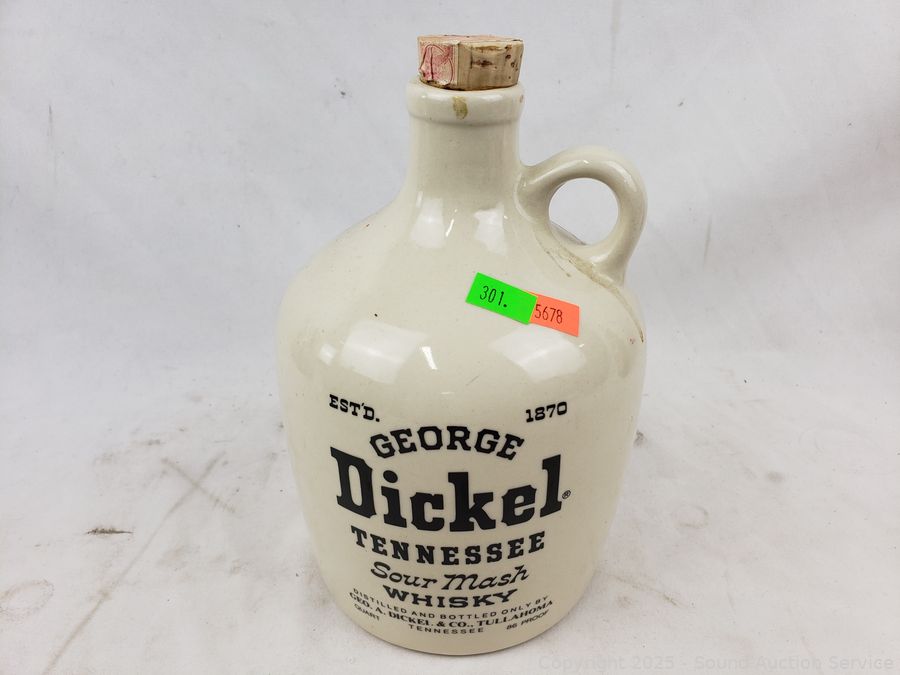 301.
5678
EST'D. 1870
GEORGE
Dickel®
TENNESSEE
Sour Mash
WHISKY
DISTILLED AND BOTTLED ONLY BY
GEO. A. DICKEL & CO., TULLAHOMA
QUART TENNESSEE 86 PROOF
Copyright 2025 - Sound Auction Service